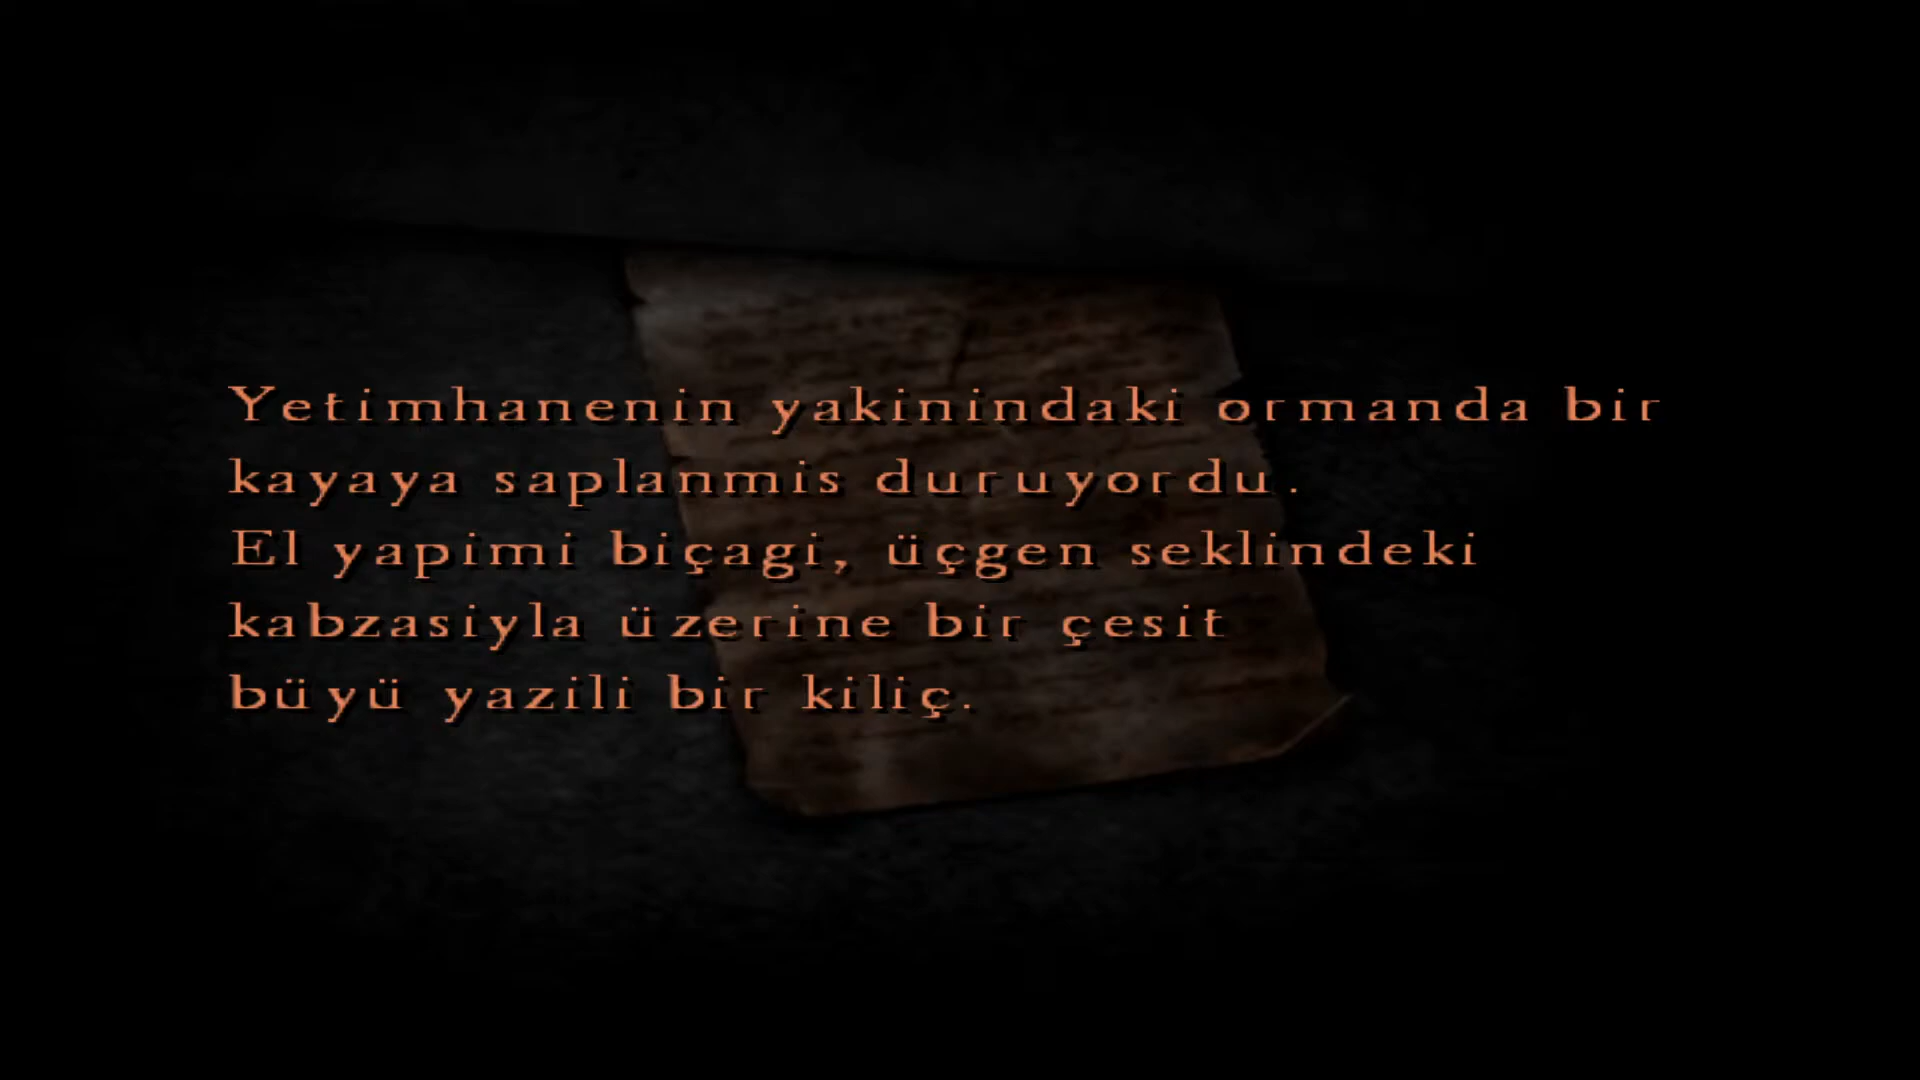 Yetimhanenin yakinindaki ormanda bir
kayaya saplanmis duruyordu.
El yapimi biçagi, üçgen seklindeki
kabzasiyla üzerine bir çesit
büyü yazili bir kiliç.